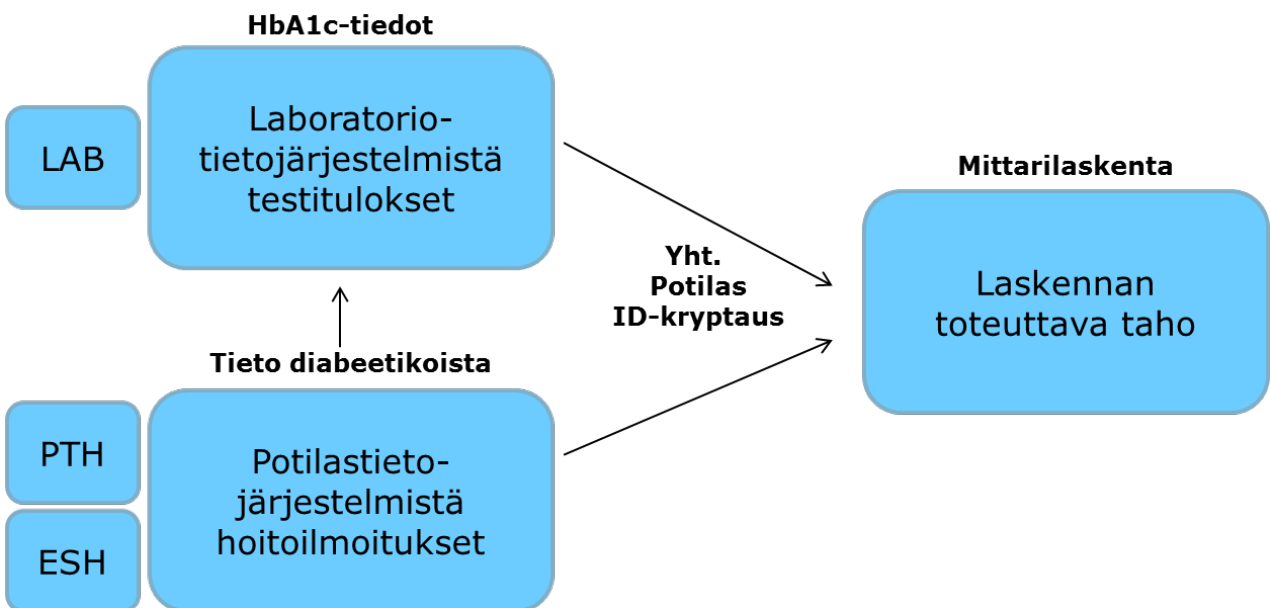 HbA1c-tiedot
LAB
Laboratorio-
tietojärjestelmistä
testitulokset
Mittarilaskenta
Laskennan
toteuttava taho
Yht.
Potilas
ID-kryptaus
Tieto diabeetikoista
PTH
ESH
Potilastieto-
järjestelmistä
hoitoilmoitukset